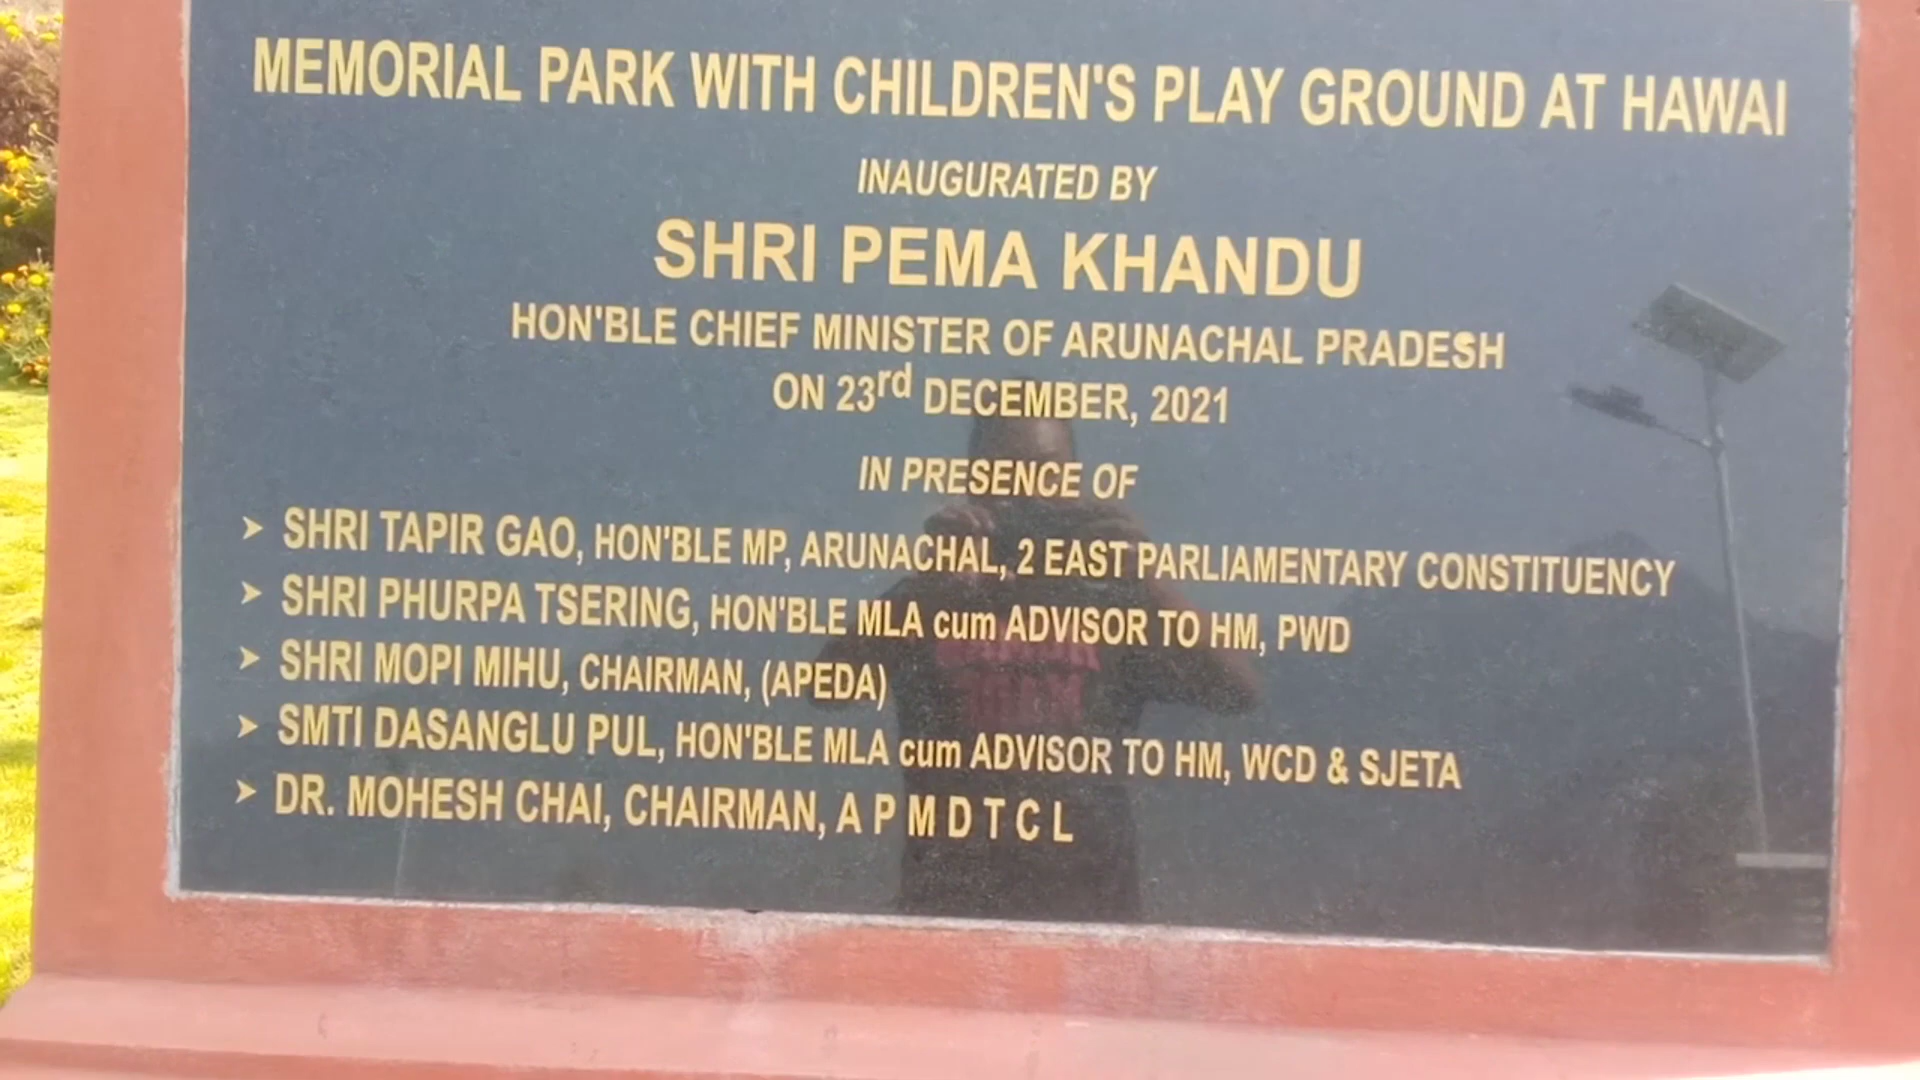 MEMORIAL PARK WITH CHILDREN'S PLAY GROUND AT HAWAI
INAUGURATED BY
SHRI PEMA KHANDU
HON'BLE CHIEF MINISTER OF ARUNACHAL PRADESH
ON 23rd DECEMBER, 2021
IN PRESENCE OF
➤ SHRI TAPIR GAO, HON'BLE MP, ARUNACHAL, 2 EAST PARLIAMENTARY CONSTITUENCY
➤ SHRI PHURPA TSERING, HON'BLE MLA cum ADVISOR TO HM, PWD
➤ SHRI MOPI MIHU, CHAIRMAN, (APEDA)
➤ SMTI DASANGLU PUL, HON'BLE MLA cum ADVISOR TO HM, WCD & SJETA
➤ DR. MOHESH CHAI, CHAIRMAN, A P M D T C L